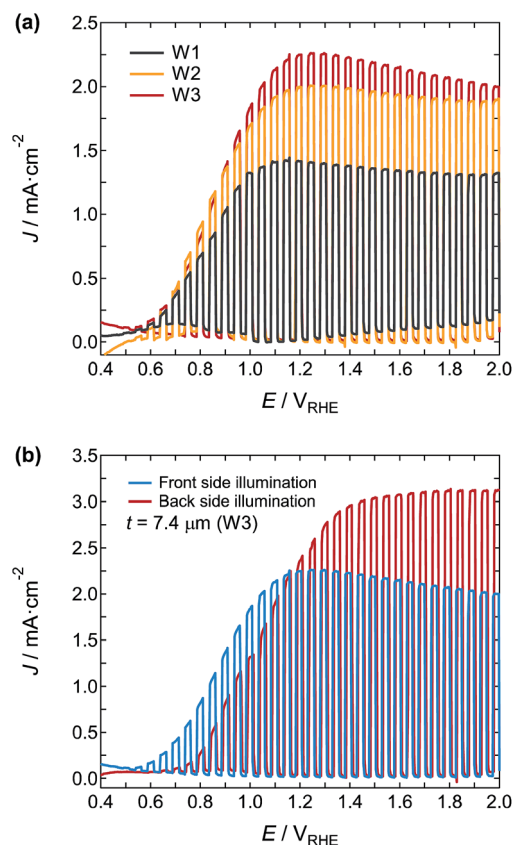 (a)
W1
W2
W3
J / mA·cm⁻²
2.5
2.0
1.5
1.0
0.5
0.0
0.4 0.6 0.8 1.0 1.2 1.4 1.6 1.8 2.0
E / V_RHE
(b)
Front side illumination
Back side illumination
t = 7.4 μm (W3)
J / mA·cm⁻²
3.5
3.0
2.5
2.0
1.5
1.0
0.5
0.0
0.4 0.6 0.8 1.0 1.2 1.4 1.6 1.8 2.0
E / V_RHE